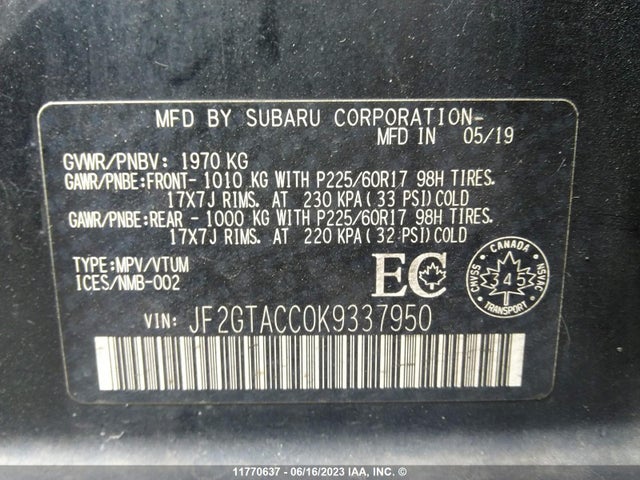 MFD BY SUBARU CORPORATION-
MFD IN 05/19
GVWR/PNBV: 1970 KG
GAWR/PNBE:FRONT- 1010 KG WITH P225/60R17 98H TIRES.
17X7J RIMS. AT 230 KPA ( 33 PSI) COLD
GAWR/PNBE:REAR - 1000 KG WITH P225/60R17 98H TIRES.
17X7J RIMS. AT 220 KPA ( 32 PSI) COLD
TYPE:MPV/VTUM
ICES/NMB-002
EC
CANADA
CMVSS
345
NSVAC
VIN: JF2GTACC0K9337950
11770637 - 06/16/2023 IAA, INC. ©